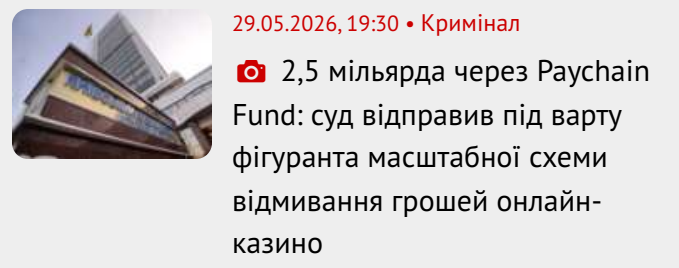 29.05.2026, 19:30 • Кримінал
2,5 мільярда через Paychain
Fund: суд відправив під варту
фігуранта масштабної схеми
відмивання грошей онлайн-
казино